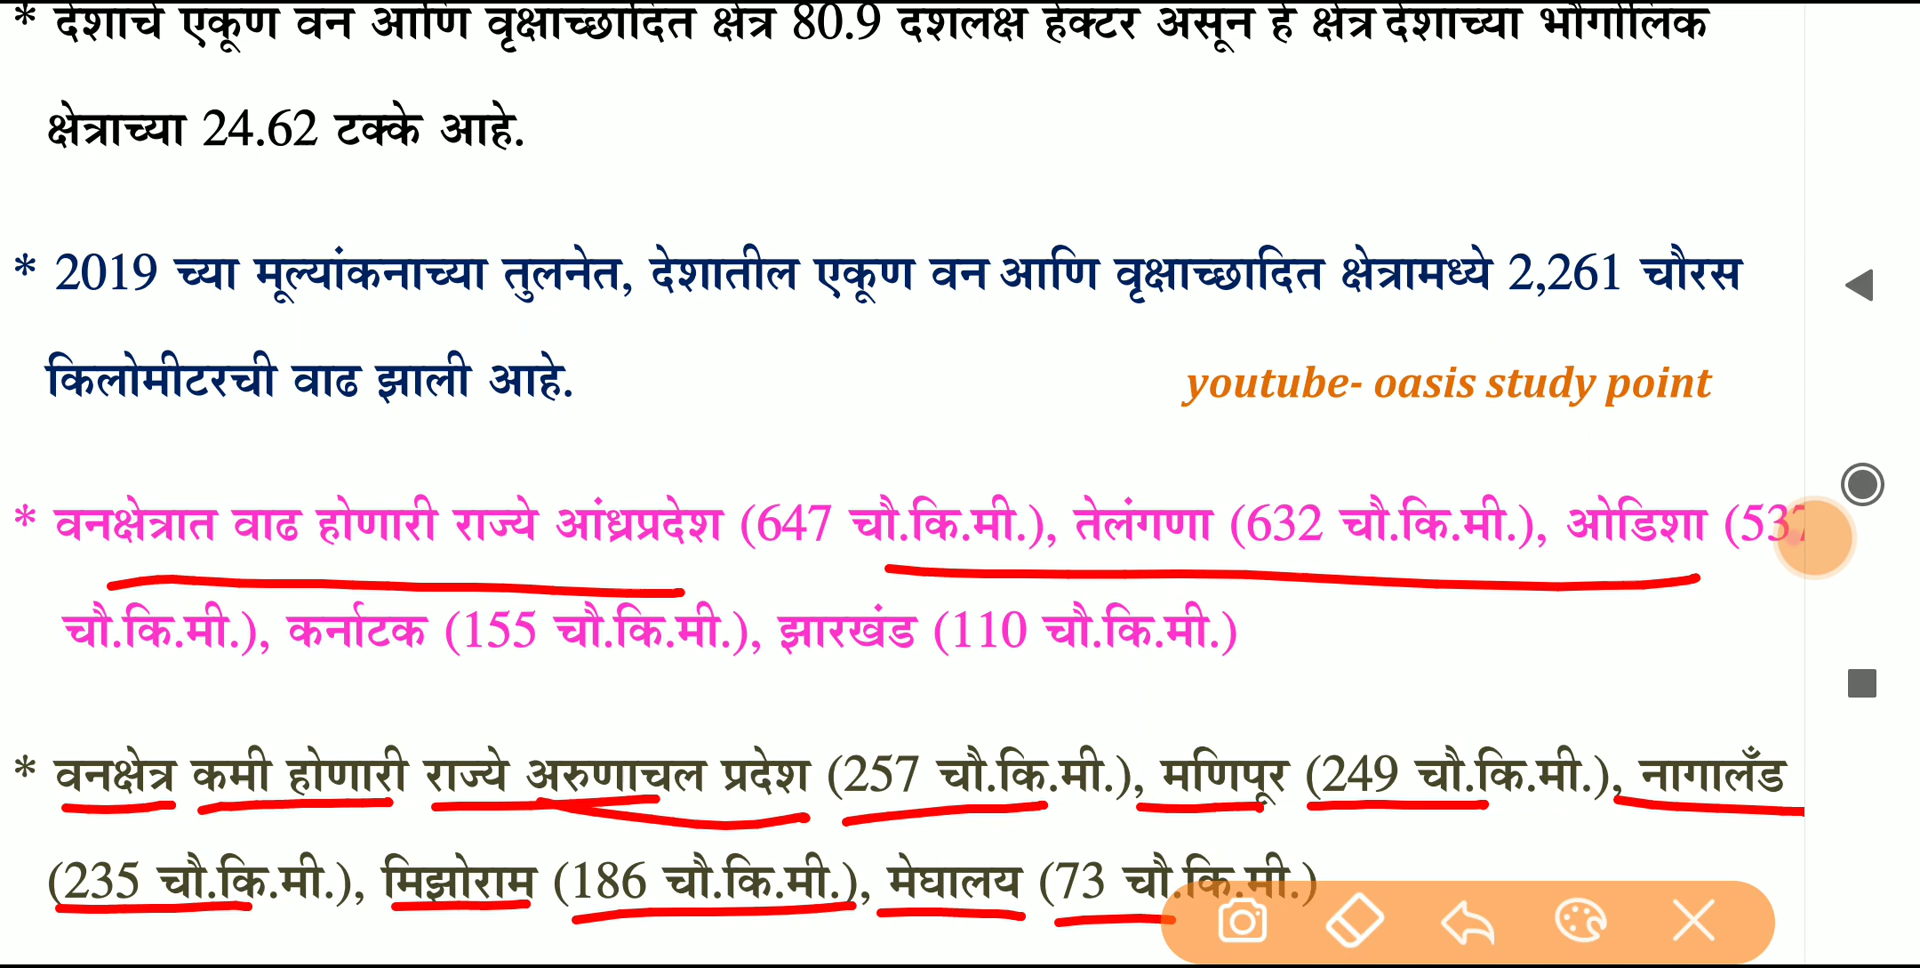 * देशाचे एकूण वन आणि वृक्षाच्छादित क्षेत्र 80.9 दशलक्ष हेक्टर असून हे क्षेत्र देशाच्या भौगोलिक
क्षेत्राच्या 24.62 टक्के आहे.
* 2019 च्या मूल्यांकनाच्या तुलनेत, देशातील एकूण वन आणि वृक्षाच्छादित क्षेत्रामध्ये 2,261 चौरस
किलोमीटरची वाढ झाली आहे.
youtube- oasis study point
* वनक्षेत्रात वाढ होणारी राज्ये आंध्रप्रदेश (647 चौ.कि.मी.), तेलंगणा (632 चौ.कि.मी.), ओडिशा (537
चौ.कि.मी.), कर्नाटक (155 चौ.कि.मी.), झारखंड (110 चौ.कि.मी.)
* वनक्षेत्र कमी होणारी राज्ये अरुणाचल प्रदेश (257 चौ.कि.मी.), मणिपूर (249 चौ.कि.मी.), नागालँड
(235 चौ.कि.मी.), मिझोराम (186 चौ.कि.मी.), मेघालय (73 चौ.कि.मी.)